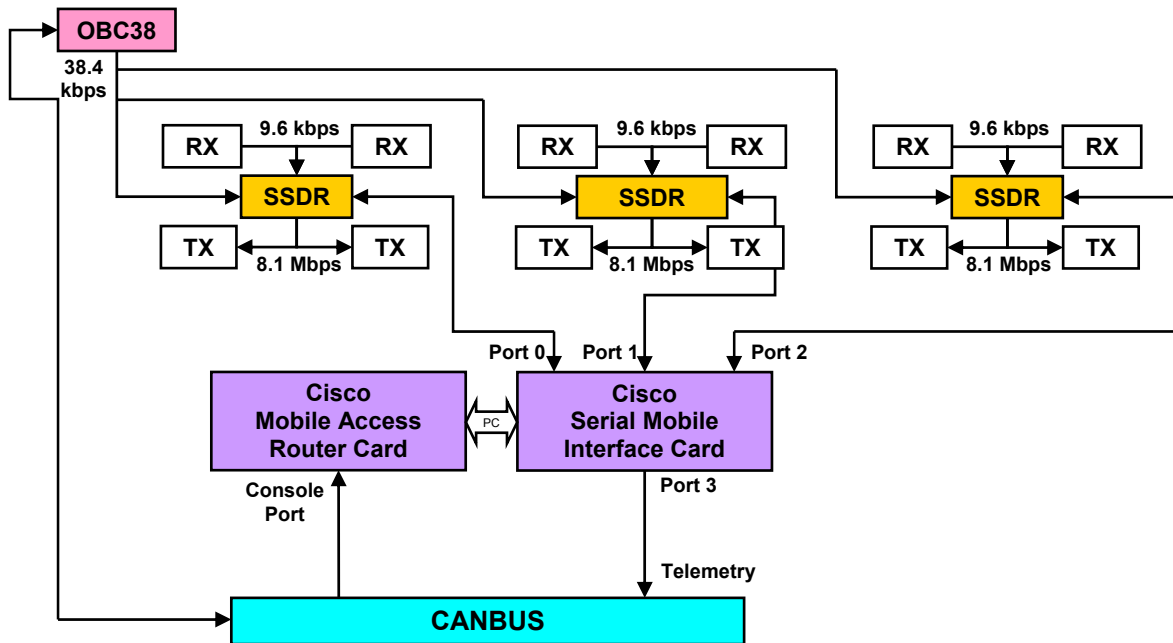 OBC38
38.4
kbps
RX
9.6 kbps
RX
SSDR
TX
TX
8.1 Mbps
RX
9.6 kbps
RX
SSDR
TX
TX
8.1 Mbps
RX
9.6 kbps
RX
SSDR
TX
TX
8.1 Mbps
Port 0
Port 1
Port 2
Cisco
Mobile Access
Router Card
PC
Cisco
Serial Mobile
Interface Card
Console
Port
Port 3
Telemetry
CANBUS